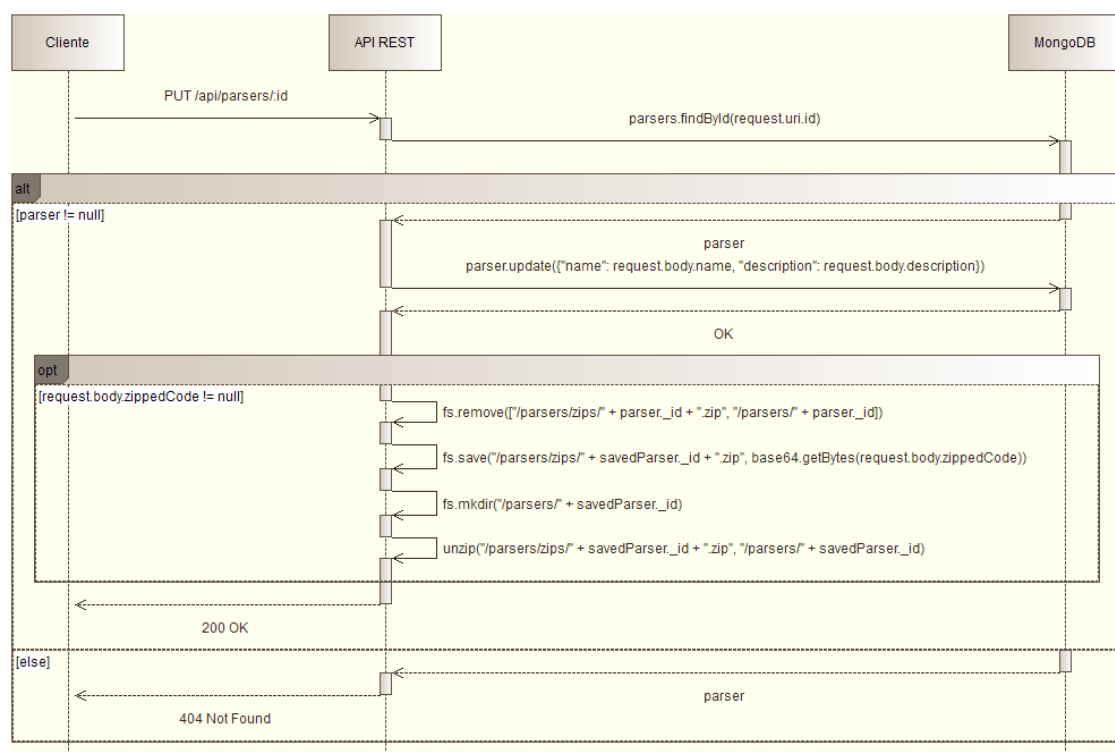 Cliente
API REST
MongoDB
PUT /api/parsers/:id
parsers.findById(request.uri.id)
alt
[parser != null]
parser
parser.update({"name": request.body.name, "description": request.body.description})
OK
opt
[request.body.zippedCode != null]
fs.remove(["/parsers/zips/" + parser._id + ".zip", "/parsers/" + parser._id])
fs.save("/parsers/zips/" + savedParser._id + ".zip", base64.getBytes(request.body.zippedCode))
fs.mkdir("/parsers/" + savedParser._id)
unzip("/parsers/zips/" + savedParser._id + ".zip", "/parsers/" + savedParser._id)
200 OK
[else]
parser
404 Not Found